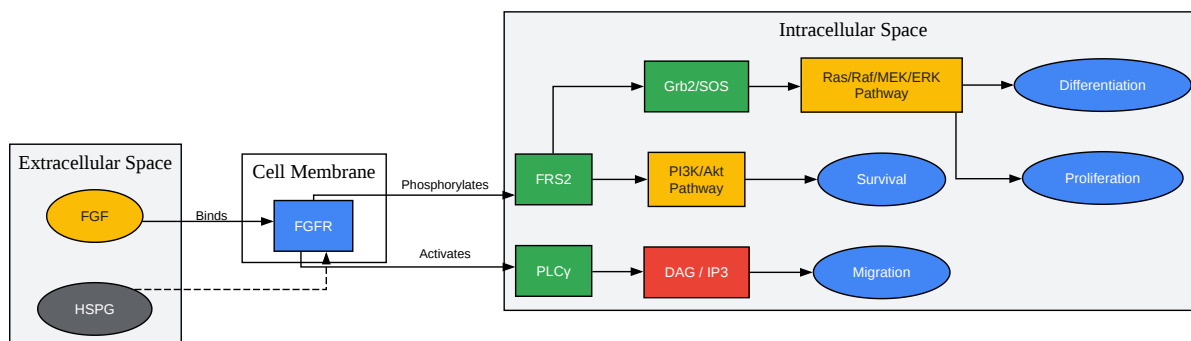 Extracellular Space
FGF
HSPG
Binds
Cell Membrane
FGFR
Phosphorylates
Activates
Intracellular Space
Grb2/SOS
Ras/Raf/MEK/ERK
Pathway
Differentiation
FRS2
PI3K/Akt
Pathway
Survival
Proliferation
PLCγ
DAG / IP3
Migration